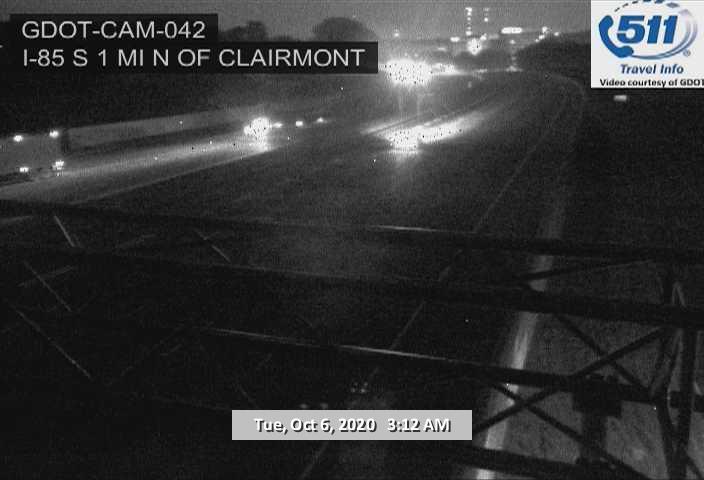 GDOT-CAM-042
I-85 S 1 MI N OF CLAIRMONT
511
Travel Info
Video courtesy of GDOT
Tue, Oct 6, 2020 3:12 AM